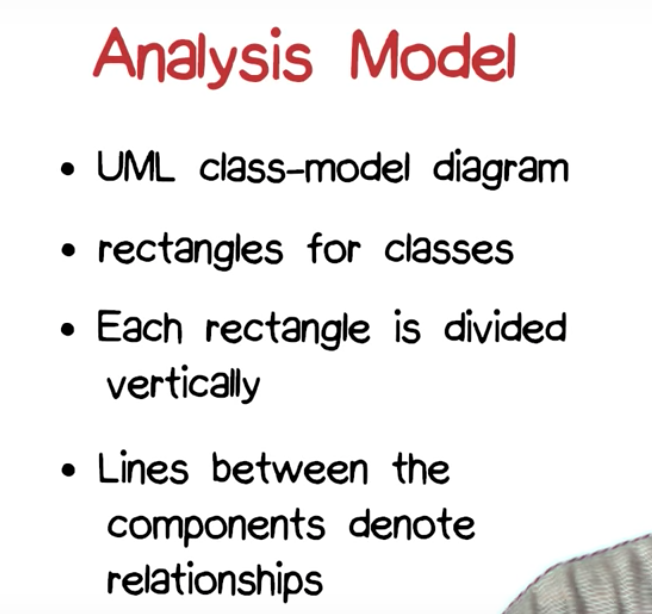 Analysis Model
• UML class-model diagram
• rectangles for classes
• Each rectangle is divided
vertically
• Lines between the
components denote
relationships